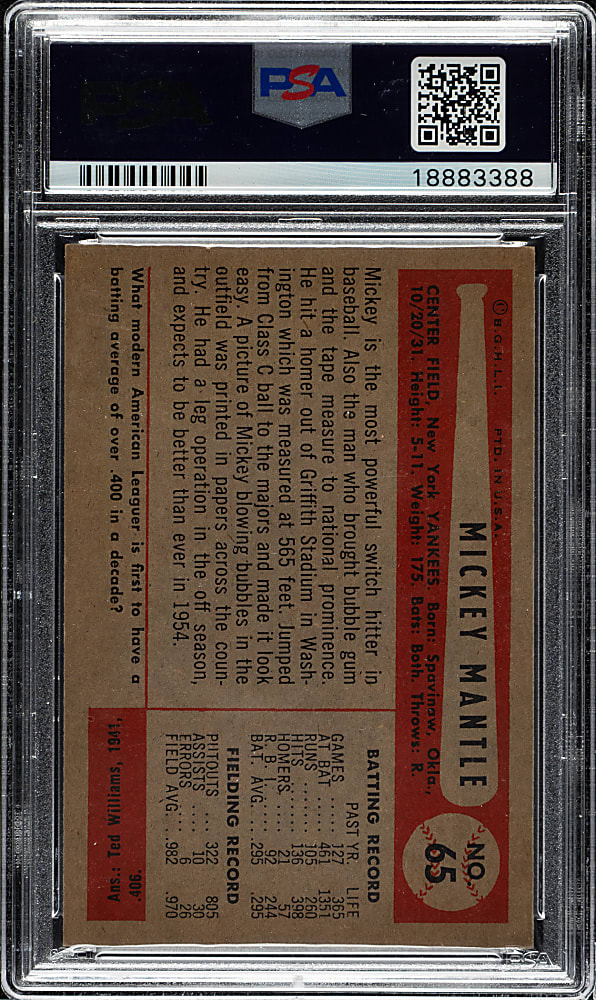 PSA
18883388
© B.G.H.L.I. PTD. IN U.S.A.
MICKEY MANTLE
NO.
65
CENTER FIELD, New York YANKEES. Born: Spavinaw, Okla.,
10/20/31. Height: 5-11. Weight: 175. Bats: Both. Throws: R.
Mickey is the most powerful switch hitter in
baseball. Also the man who brought bubble gum
and the tape measure to national prominence.
He hit a homer out of Griffith Stadium in Wash-
ington which was measured at 565 feet. Jumped
from Class C ball to the majors and made it look
easy. A picture of Mickey blowing bubbles in the
outfield was printed in papers across the coun-
try. He had a leg operation in the off season,
and expects to be better than ever in 1954.
BATTING RECORD
PAST YR. LIFE
GAMES ..... 127 365
AT BAT ..... 461 1351
RUNS ..... 105 260
HITS ..... 136 398
HOMERS ..... 21 57
R. B. I. ..... 92 244
BAT. AVG. .. .295 .295
FIELDING RECORD
PUTOUTS ... 322 805
ASSISTS .... 10 30
ERRORS .... 6 26
FIELD AVG .. .982 .970
What modern American Leaguer is first to have a
batting average of over .400 in a decade?
.406.
Ans.: Ted Williams, 1941,
PSA